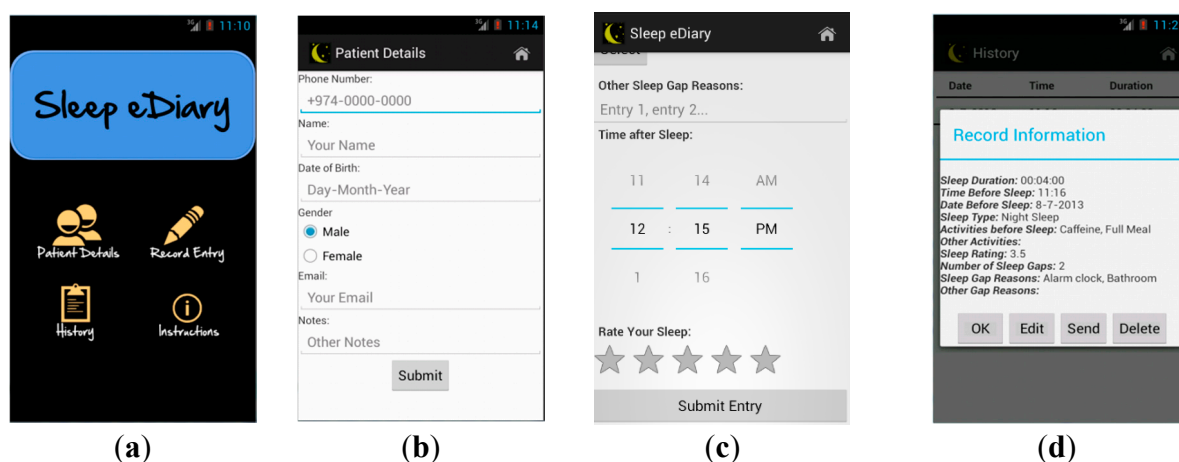 3G 11:10
Sleep eDiary
Patient Details Record Entry
History Instructions
(a)
3G 11:14
Patient Details
Phone Number:
+974-0000-0000
Name:
Your Name
Date of Birth:
Day-Month-Year
Gender
Male
Female
Email:
Your Email
Notes:
Other Notes
Submit
(b)
Sleep eDiary
Select
Other Sleep Gap Reasons:
Entry 1, entry 2...
Time after Sleep:
11 14 AM
12 : 15 PM
1 16
Rate Your Sleep:
Submit Entry
(c)
3G 11:2
History
Date Time Duration
Record Information
Sleep Duration: 00:04:00
Time Before Sleep: 11:16
Date Before Sleep: 8-7-2013
Sleep Type: Night Sleep
Activities before Sleep: Caffeine, Full Meal
Other Activities:
Sleep Rating: 3.5
Number of Sleep Gaps: 2
Sleep Gap Reasons: Alarm clock, Bathroom
Other Gap Reasons:
OK Edit Send Delete
(d)